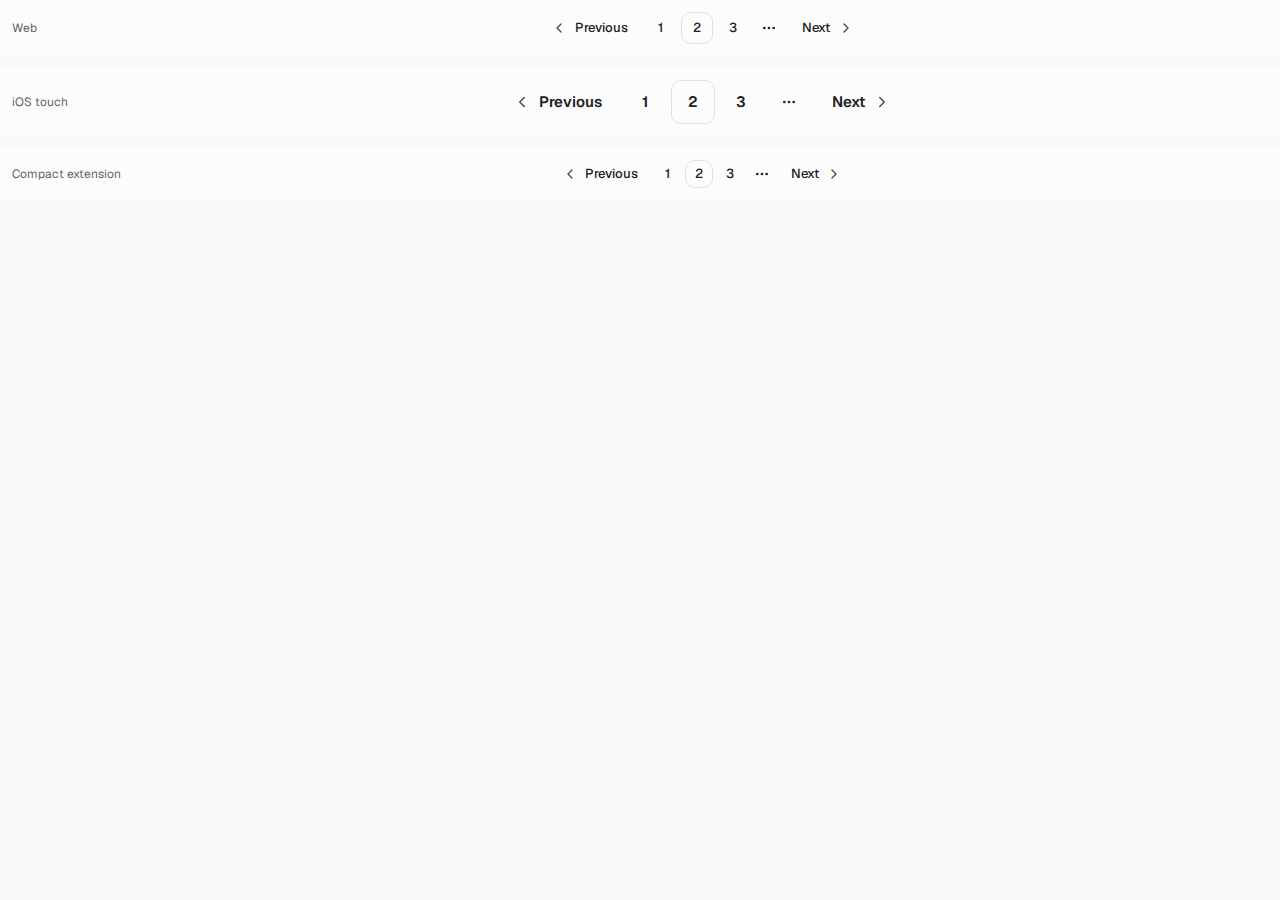 Web Previous 1 2 3 ... Next
iOS touch Previous 1 2 3 ... Next
Compact extension Previous 1 2 3 ... Next